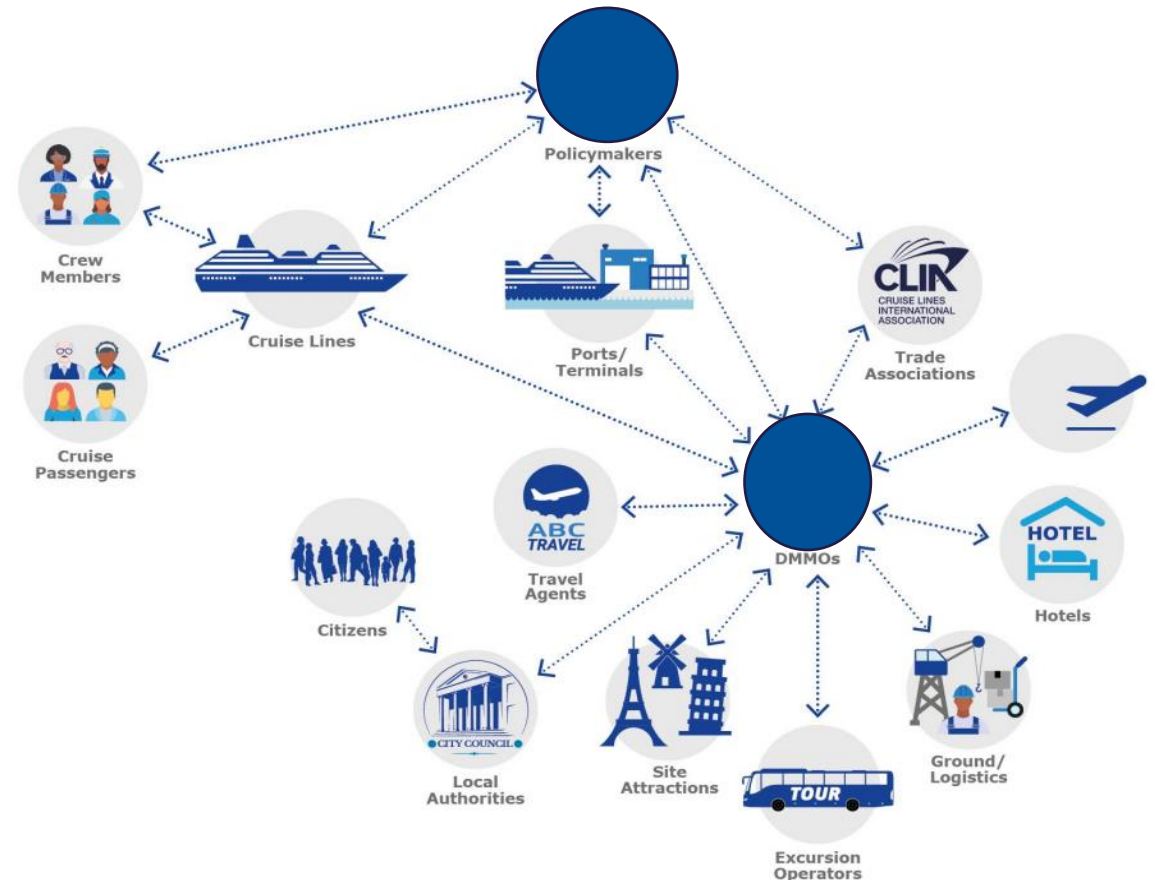 Policymakers
Crew
Members
Cruise Lines
Ports/
Terminals
CLIA
CRUISE LINES
INTERNATIONAL
ASSOCIATION
Trade
Associations
Cruise
Passengers
ABC
TRAVEL
Travel
Agents
DMMOs
HOTEL
Hotels
Citizens
CITY COUNCIL
Local
Authorities
Site
Attractions
TOUR
Excursion
Operators
Ground/
Logistics